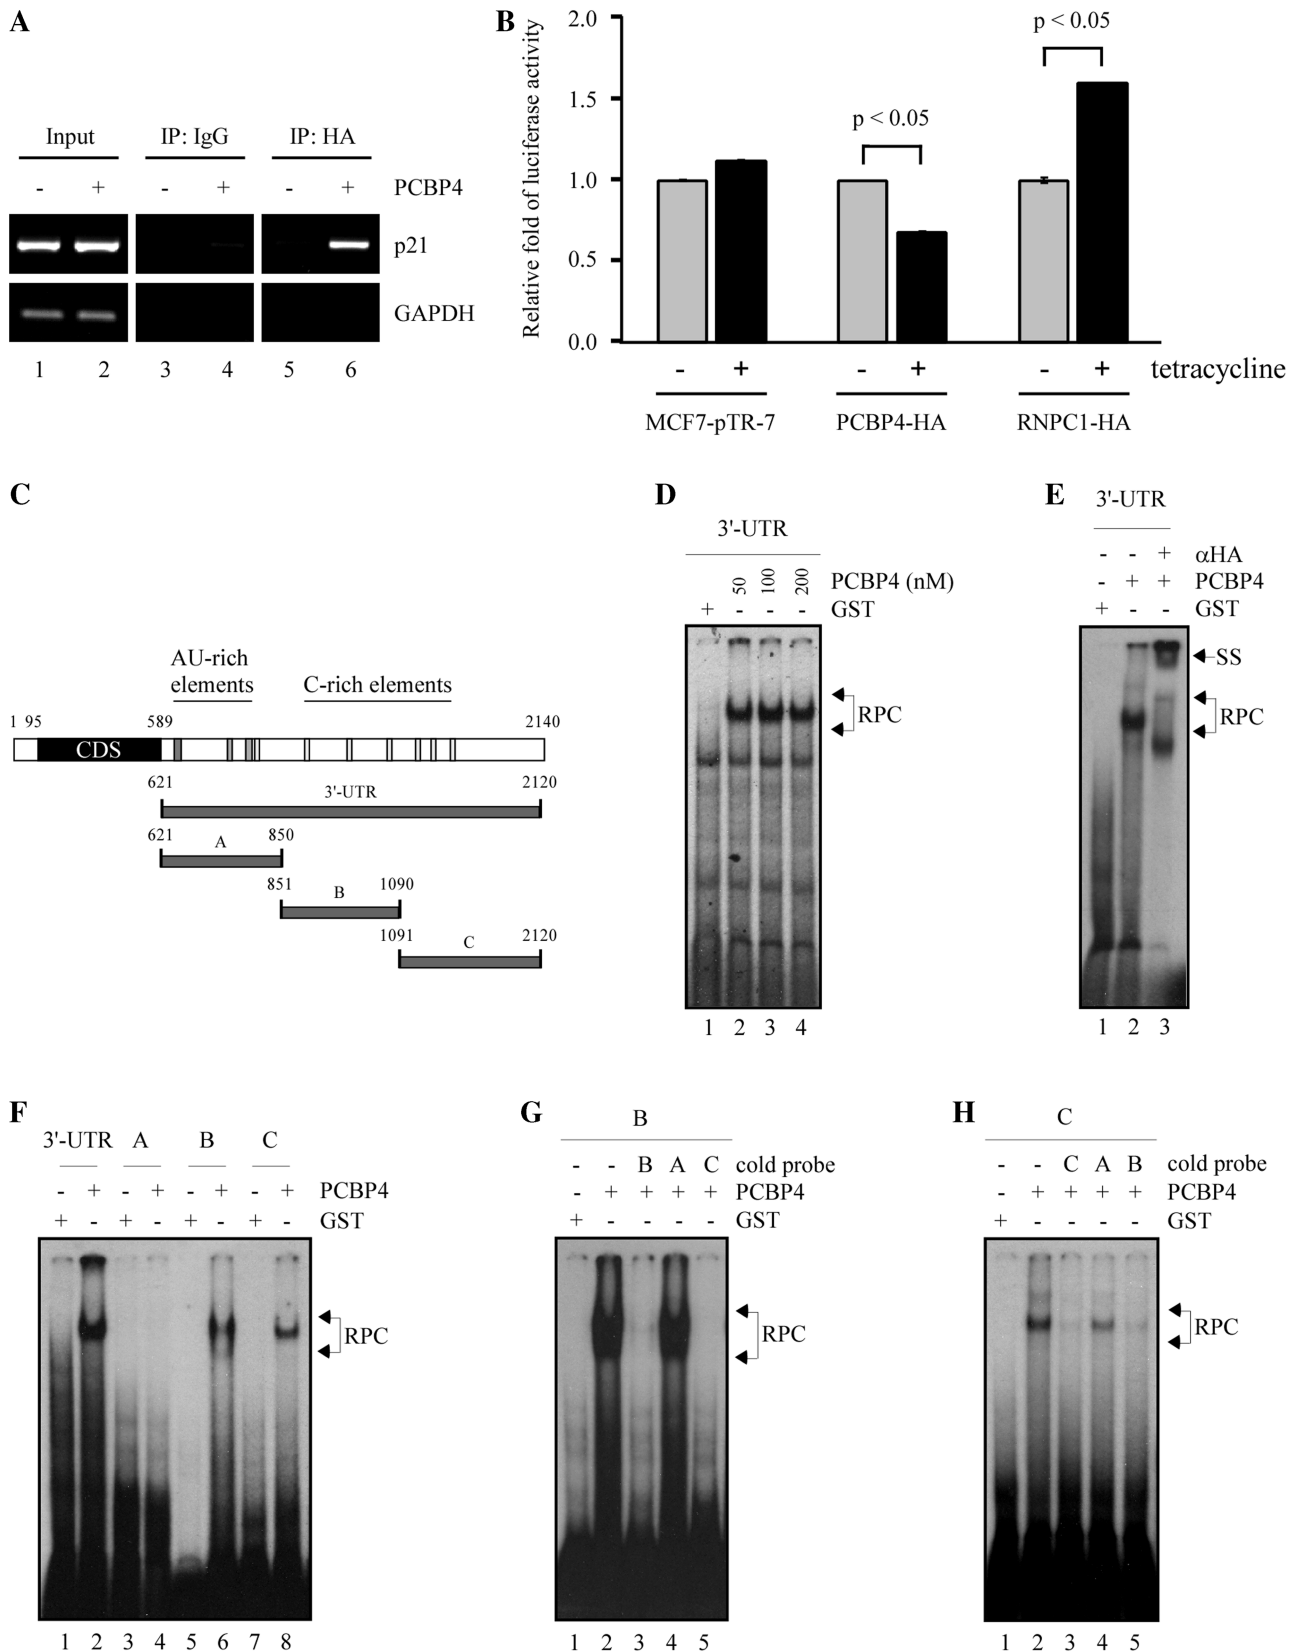 A
Input IP: IgG IP: HA
- + - + - + PCBP4
p21
GAPDH
1 2 3 4 5 6
B
Relative fold of luciferase activity
2.0
1.5
1.0
0.5
0.0
p < 0.05
p < 0.05
- + - + - + tetracycline
MCF7-pTR-7 PCBP4-HA RNPC1-HA
C
AU-rich
elements
C-rich elements
1 95 589 2140
CDS
621 2120
3'-UTR
621 850
A
851 1090
B
1091 2120
C
D
3'-UTR
50 100 200 PCBP4 (nM)
+ - - - GST
RPC
1 2 3 4
E
3'-UTR
- - + αHA
- + + PCBP4
+ - - GST
SS
RPC
1 2 3
F
3'-UTR A B C
- + - + - + - + PCBP4
+ - + - + - + - GST
RPC
1 2 3 4 5 6 7 8
G
B
- - B A C cold probe
- + + + + PCBP4
+ - - - - GST
RPC
1 2 3 4 5
H
C
- - C A B cold probe
- + + + + PCBP4
+ - - - - GST
RPC
1 2 3 4 5